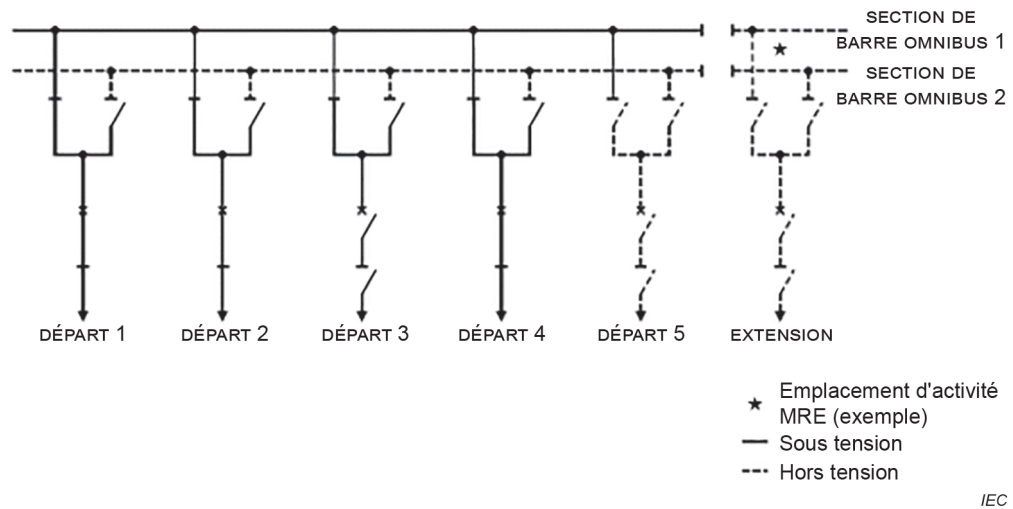 SECTION DE
BARRE OMNIBUS 1
SECTION DE
BARRE OMNIBUS 2
DÉPART 1
DÉPART 2
DÉPART 3
DÉPART 4
DÉPART 5
EXTENSION
Emplacement d'activité
MRE (exemple)
Sous tension
Hors tension
IEC